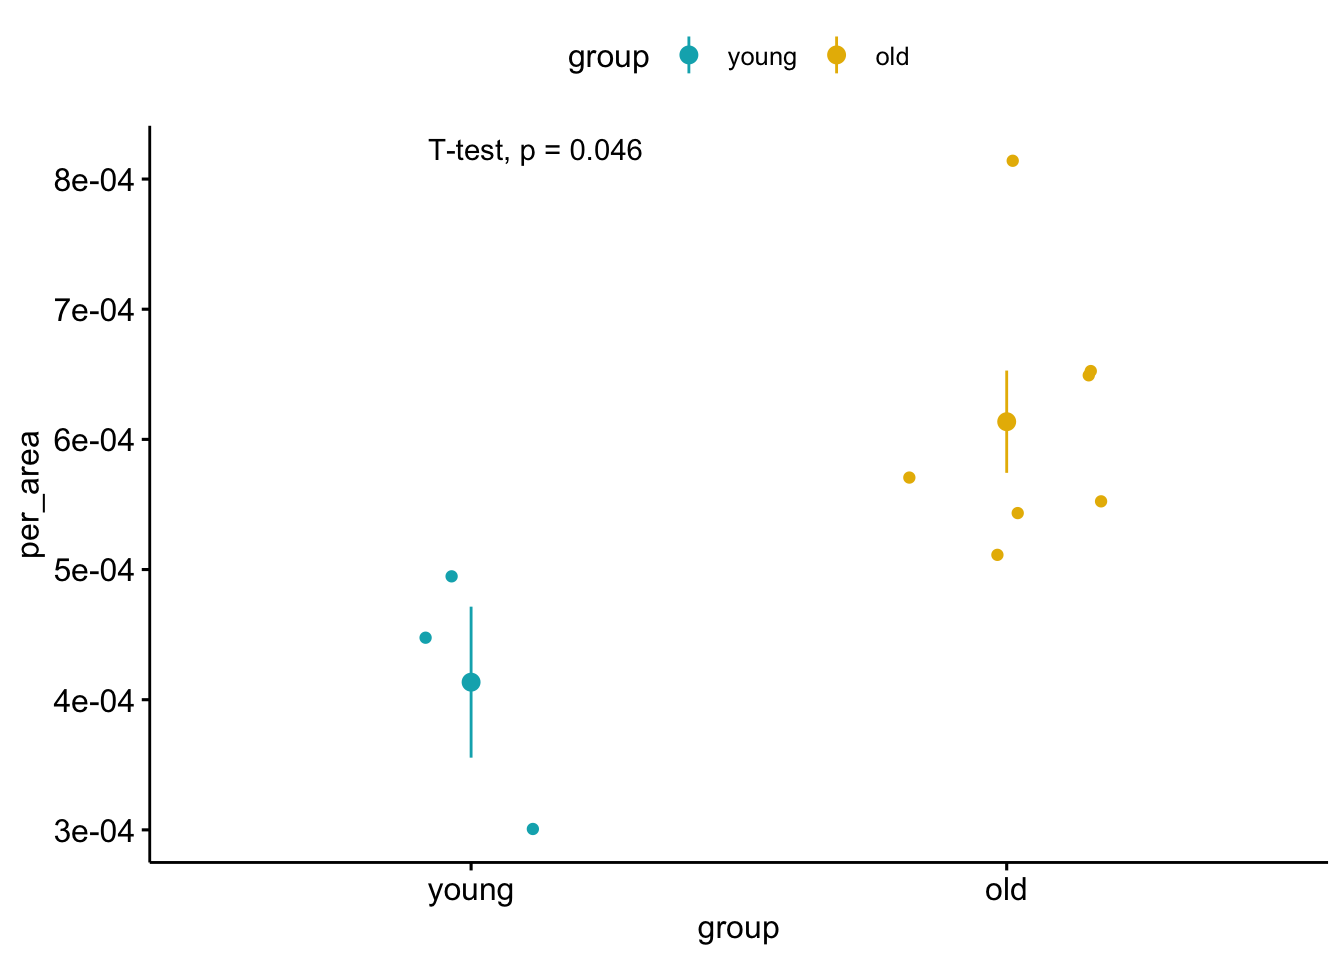 group young old
T-test, p = 0.046
8e-04
7e-04
6e-04
5e-04
4e-04
3e-04
per_area
young old
group